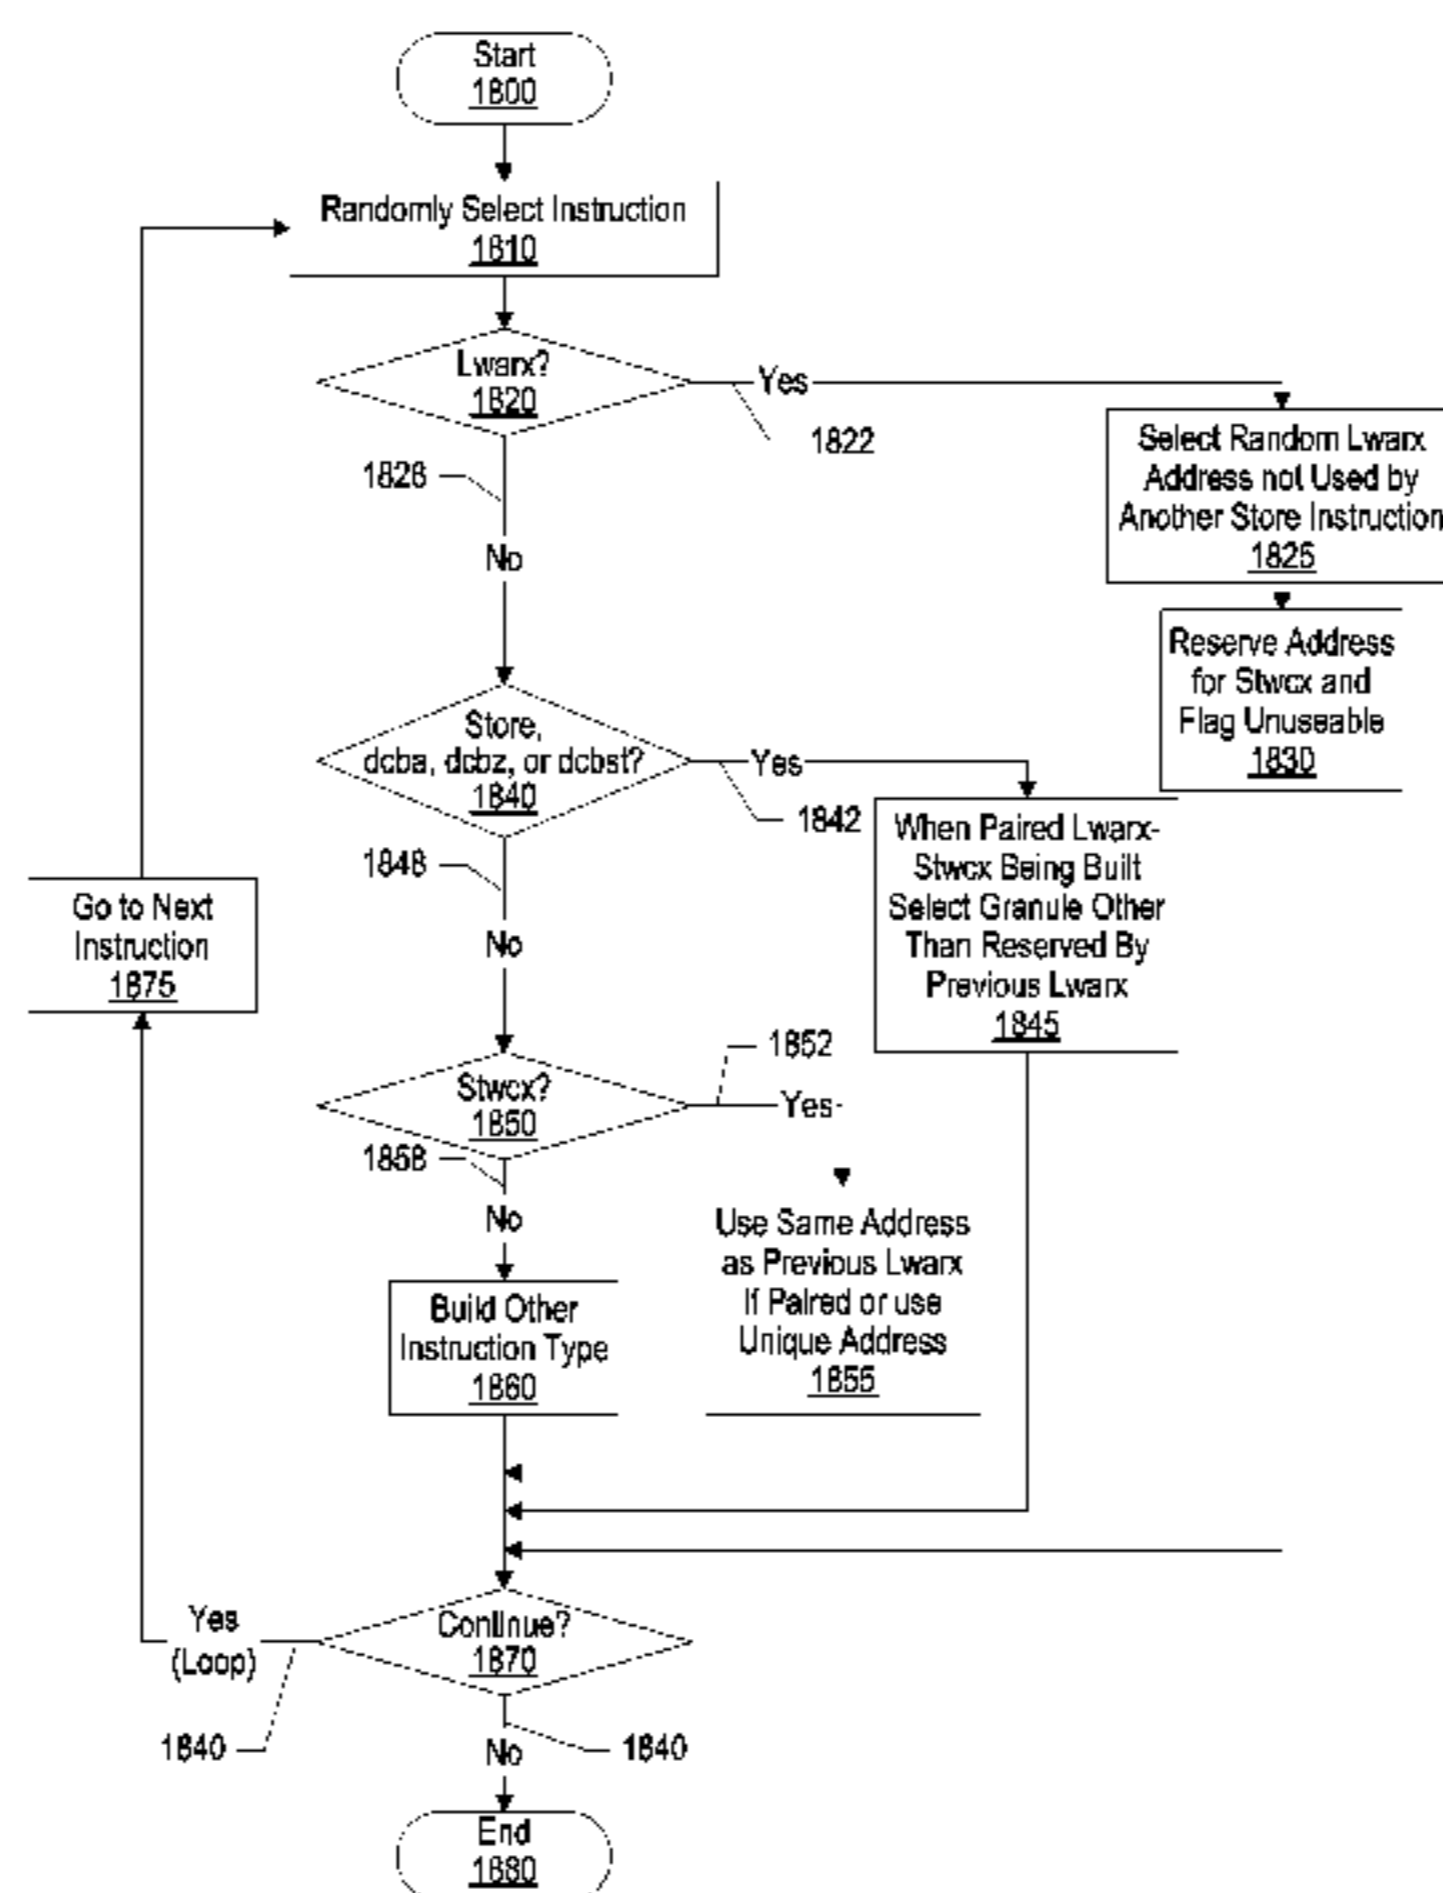 Start
1800
Randomly Select Instruction
1810
Lwarx?
1820
Yes
1822
Select Random Lwarx
Address not Used by
Another Store Instruction
1825
1828
No
Reserve Address
for Stwcx and
Flag Unuseable
1830
Store,
dcba, dcbz, or dcbst?
1840
Yes
1842
When Paired Lwarx-
Stwcx Being Built
Select Granule Other
Than Reserved By
Previous Lwarx
1845
1848
No
Go to Next
Instruction
1875
Stwcx?
1850
1852
Yes
1858
No
Use Same Address
as Previous Lwarx
If Paired or use
Unique Address
1855
Build Other
Instruction Type
1860
Continue?
1870
Yes
(Loop)
1840
No
1840
End
1880